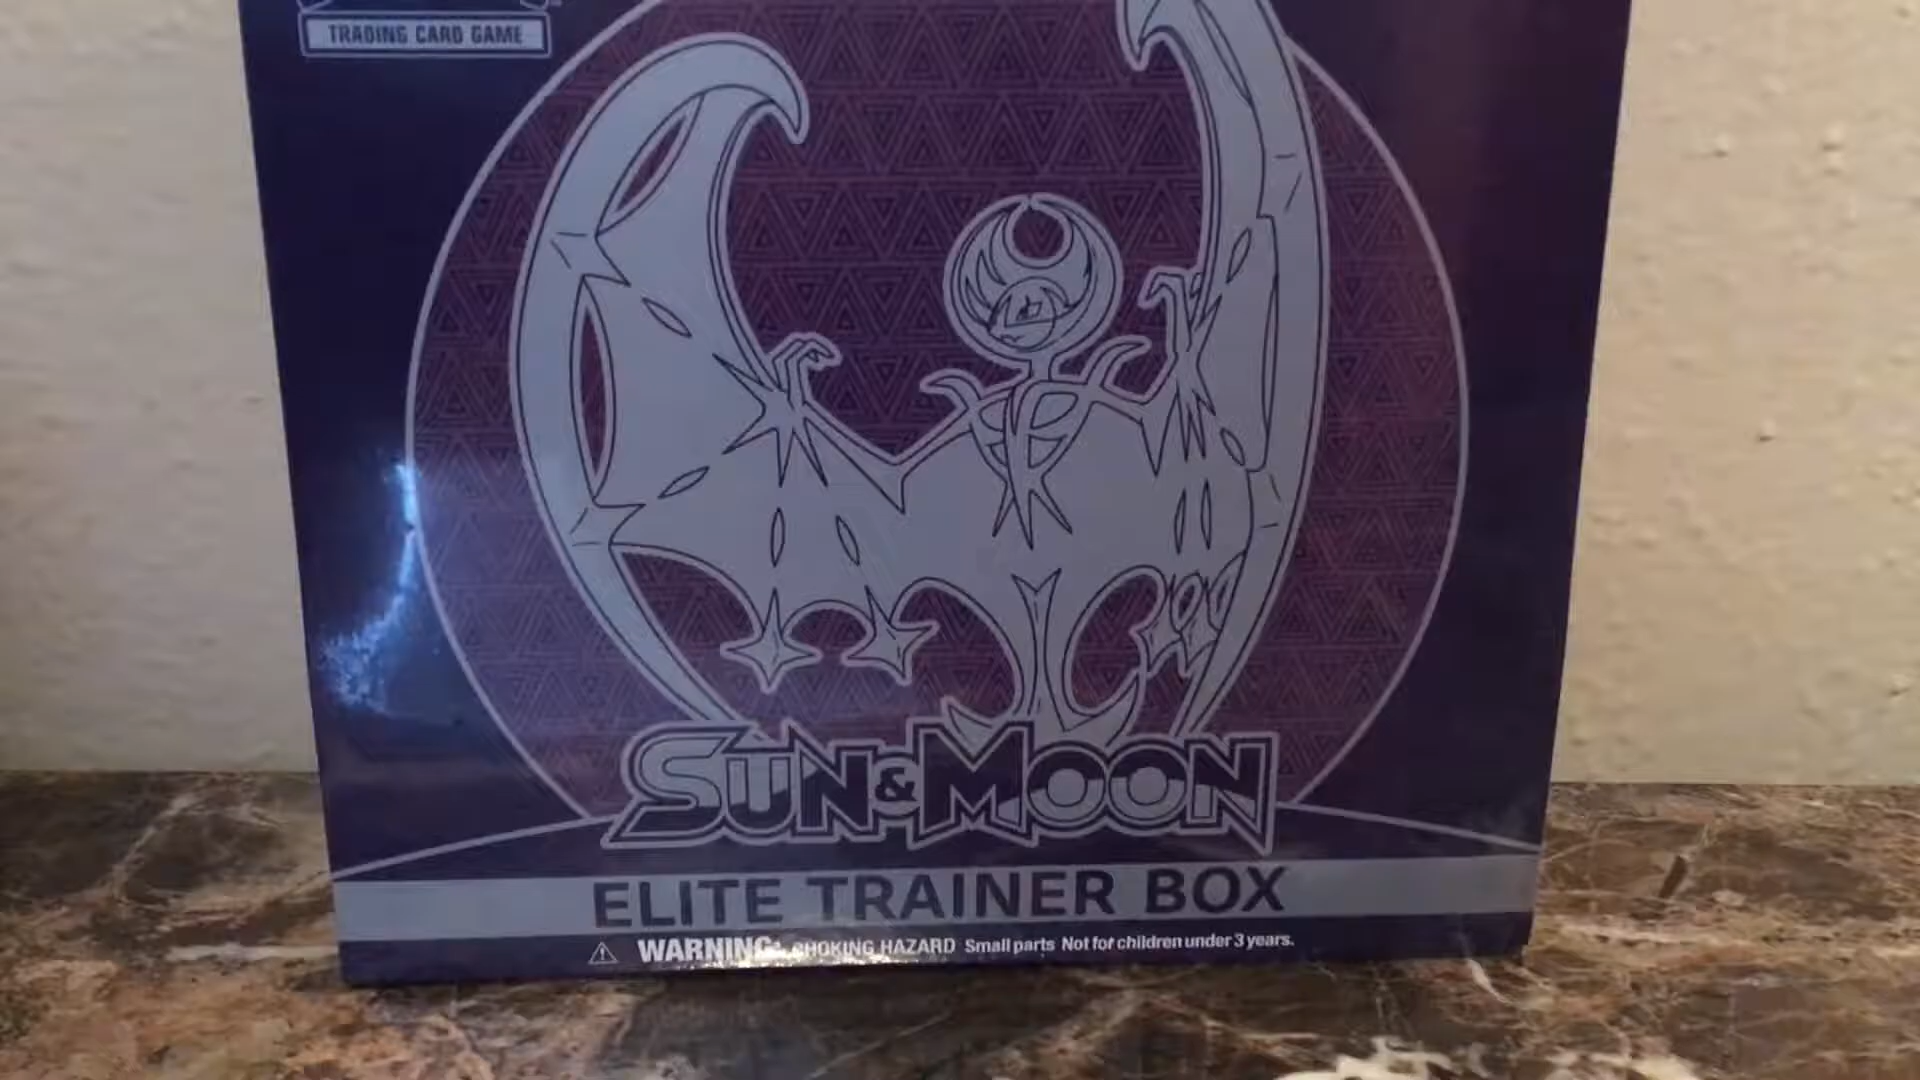 TRADING CARD GAME
SUN & MOON
ELITE TRAINER BOX
WARNING: CHOKING HAZARD Small parts Not for children under 3 years.